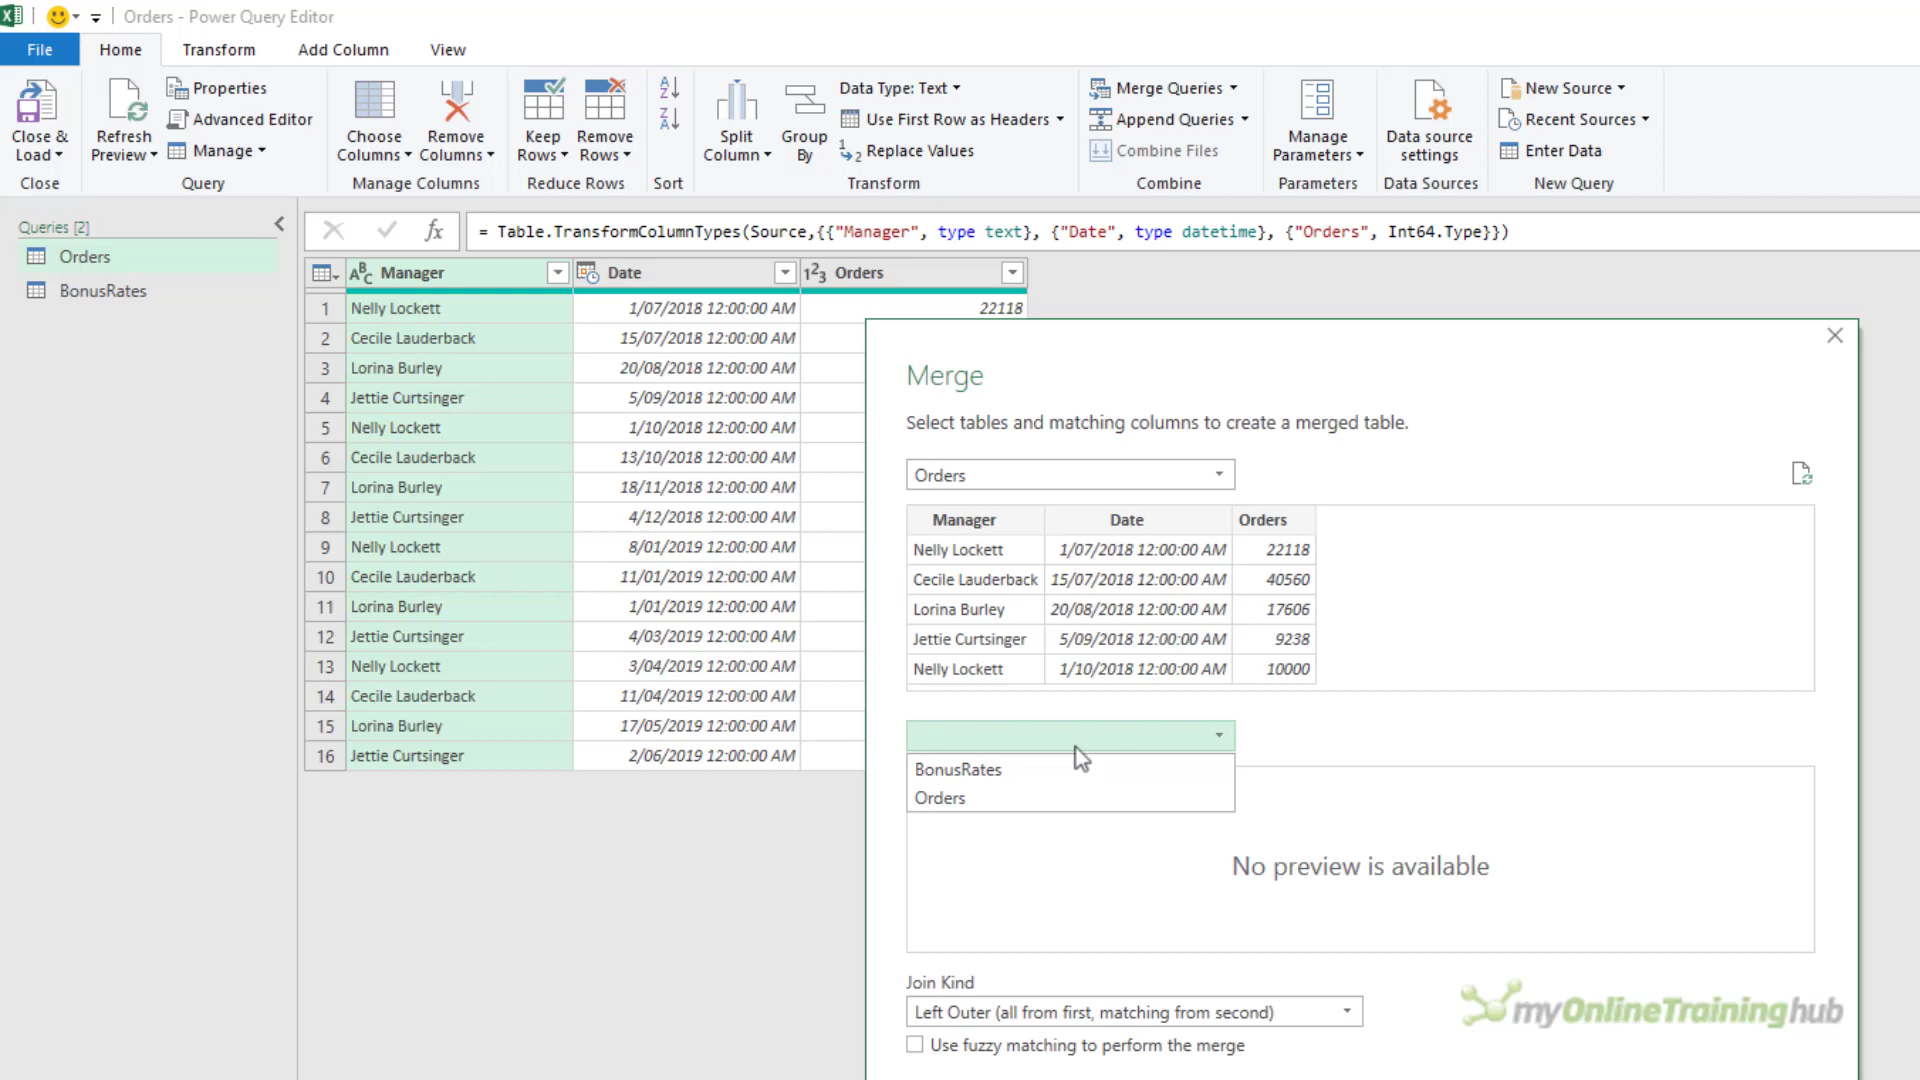 Orders - Power Query Editor
File Home Transform Add Column View
Close & Load
Refresh Preview
Properties
Advanced Editor
Manage
Choose Columns
Remove Columns
Keep Rows
Remove Rows
Split Column
Group By
Data Type: Text
Use First Row as Headers
Replace Values
Merge Queries
Append Queries
Combine Files
Manage Parameters
Data source settings
New Source
Recent Sources
Enter Data
Close Query Manage Columns Reduce Rows Sort Transform Combine Parameters Data Sources New Query
Queries [2]
Orders
BonusRates
fx = Table.TransformColumnTypes(Source,{{"Manager", type text}, {"Date", type datetime}, {"Orders", Int64.Type}})
ABC Manager Date 123 Orders
1 Nelly Lockett 1/07/2018 12:00:00 AM 22118
2 Cecile Lauderback 15/07/2018 12:00:00 AM
3 Lorina Burley 20/08/2018 12:00:00 AM
4 Jettie Curtsinger 5/09/2018 12:00:00 AM
5 Nelly Lockett 1/10/2018 12:00:00 AM
6 Cecile Lauderback 13/10/2018 12:00:00 AM
7 Lorina Burley 18/11/2018 12:00:00 AM
8 Jettie Curtsinger 4/12/2018 12:00:00 AM
9 Nelly Lockett 8/01/2019 12:00:00 AM
10 Cecile Lauderback 11/01/2019 12:00:00 AM
11 Lorina Burley 1/01/2019 12:00:00 AM
12 Jettie Curtsinger 4/03/2019 12:00:00 AM
13 Nelly Lockett 3/04/2019 12:00:00 AM
14 Cecile Lauderback 11/04/2019 12:00:00 AM
15 Lorina Burley 17/05/2019 12:00:00 AM
16 Jettie Curtsinger 2/06/2019 12:00:00 AM
Merge
Select tables and matching columns to create a merged table.
Orders
Manager Date Orders
Nelly Lockett 1/07/2018 12:00:00 AM 22118
Cecile Lauderback 15/07/2018 12:00:00 AM 40560
Lorina Burley 20/08/2018 12:00:00 AM 17606
Jettie Curtsinger 5/09/2018 12:00:00 AM 9238
Nelly Lockett 1/10/2018 12:00:00 AM 10000
BonusRates
Orders
No preview is available
Join Kind
Left Outer (all from first, matching from second)
Use fuzzy matching to perform the merge
myOnlineTraininghub